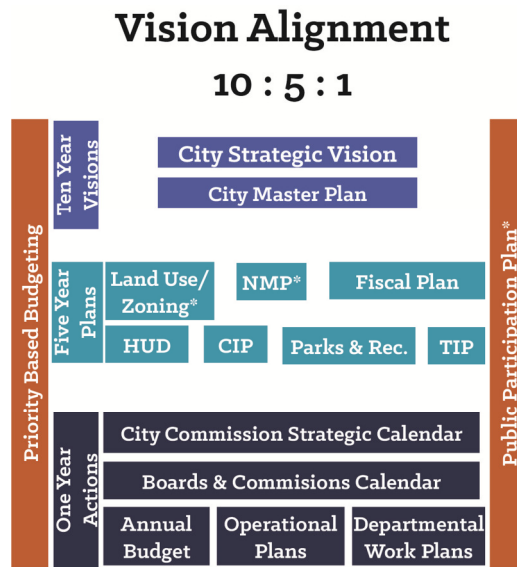 Vision Alignment
10 : 5 : 1
Priority Based Budgeting
Ten Year
Visions
City Strategic Vision
City Master Plan
Five Year
Plans
Land Use/
Zoning*
NMP*
Fiscal Plan
HUD
CIP
Parks & Rec.
TIP
One Year
Actions
City Commission Strategic Calendar
Boards & Commisions Calendar
Annual
Budget
Operational
Plans
Departmental
Work Plans
Public Participation Plan*